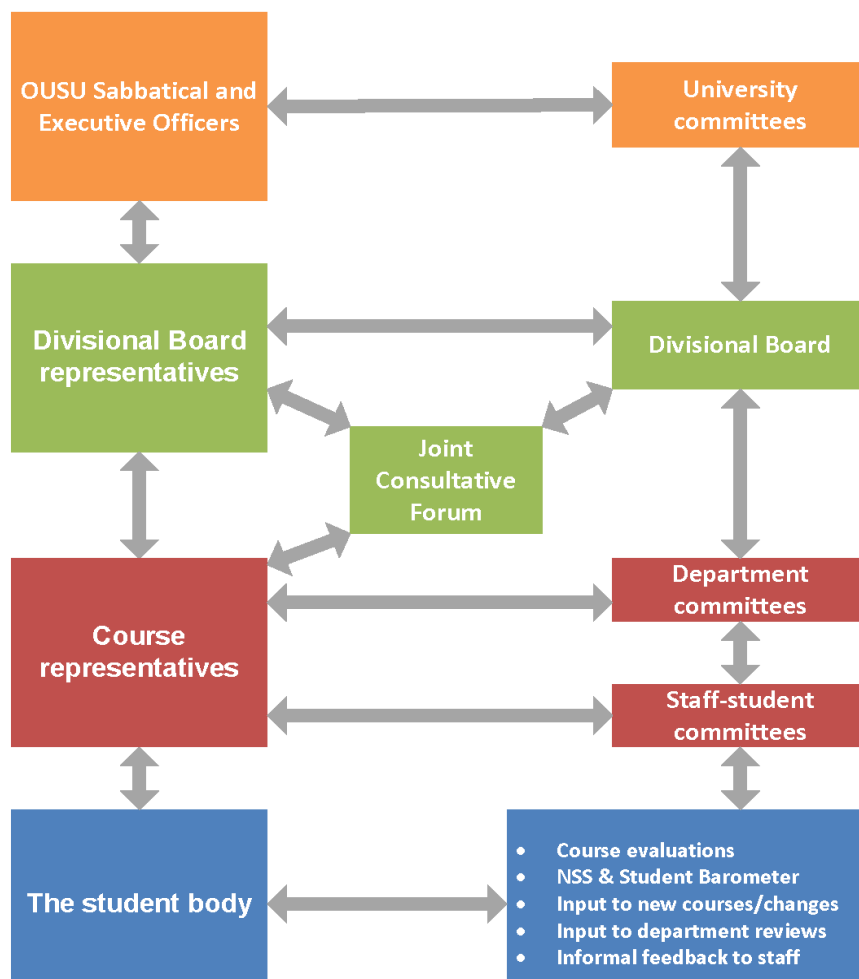 OUSU Sabbatical and
Executive Officers
University
committees
Divisional Board
representatives
Divisional Board
Joint
Consultative
Forum
Course
representatives
Department
committees
Staff-student
committees
The student body
• Course evaluations
• NSS & Student Barometer
• Input to new courses/changes
• Input to department reviews
• Informal feedback to staff